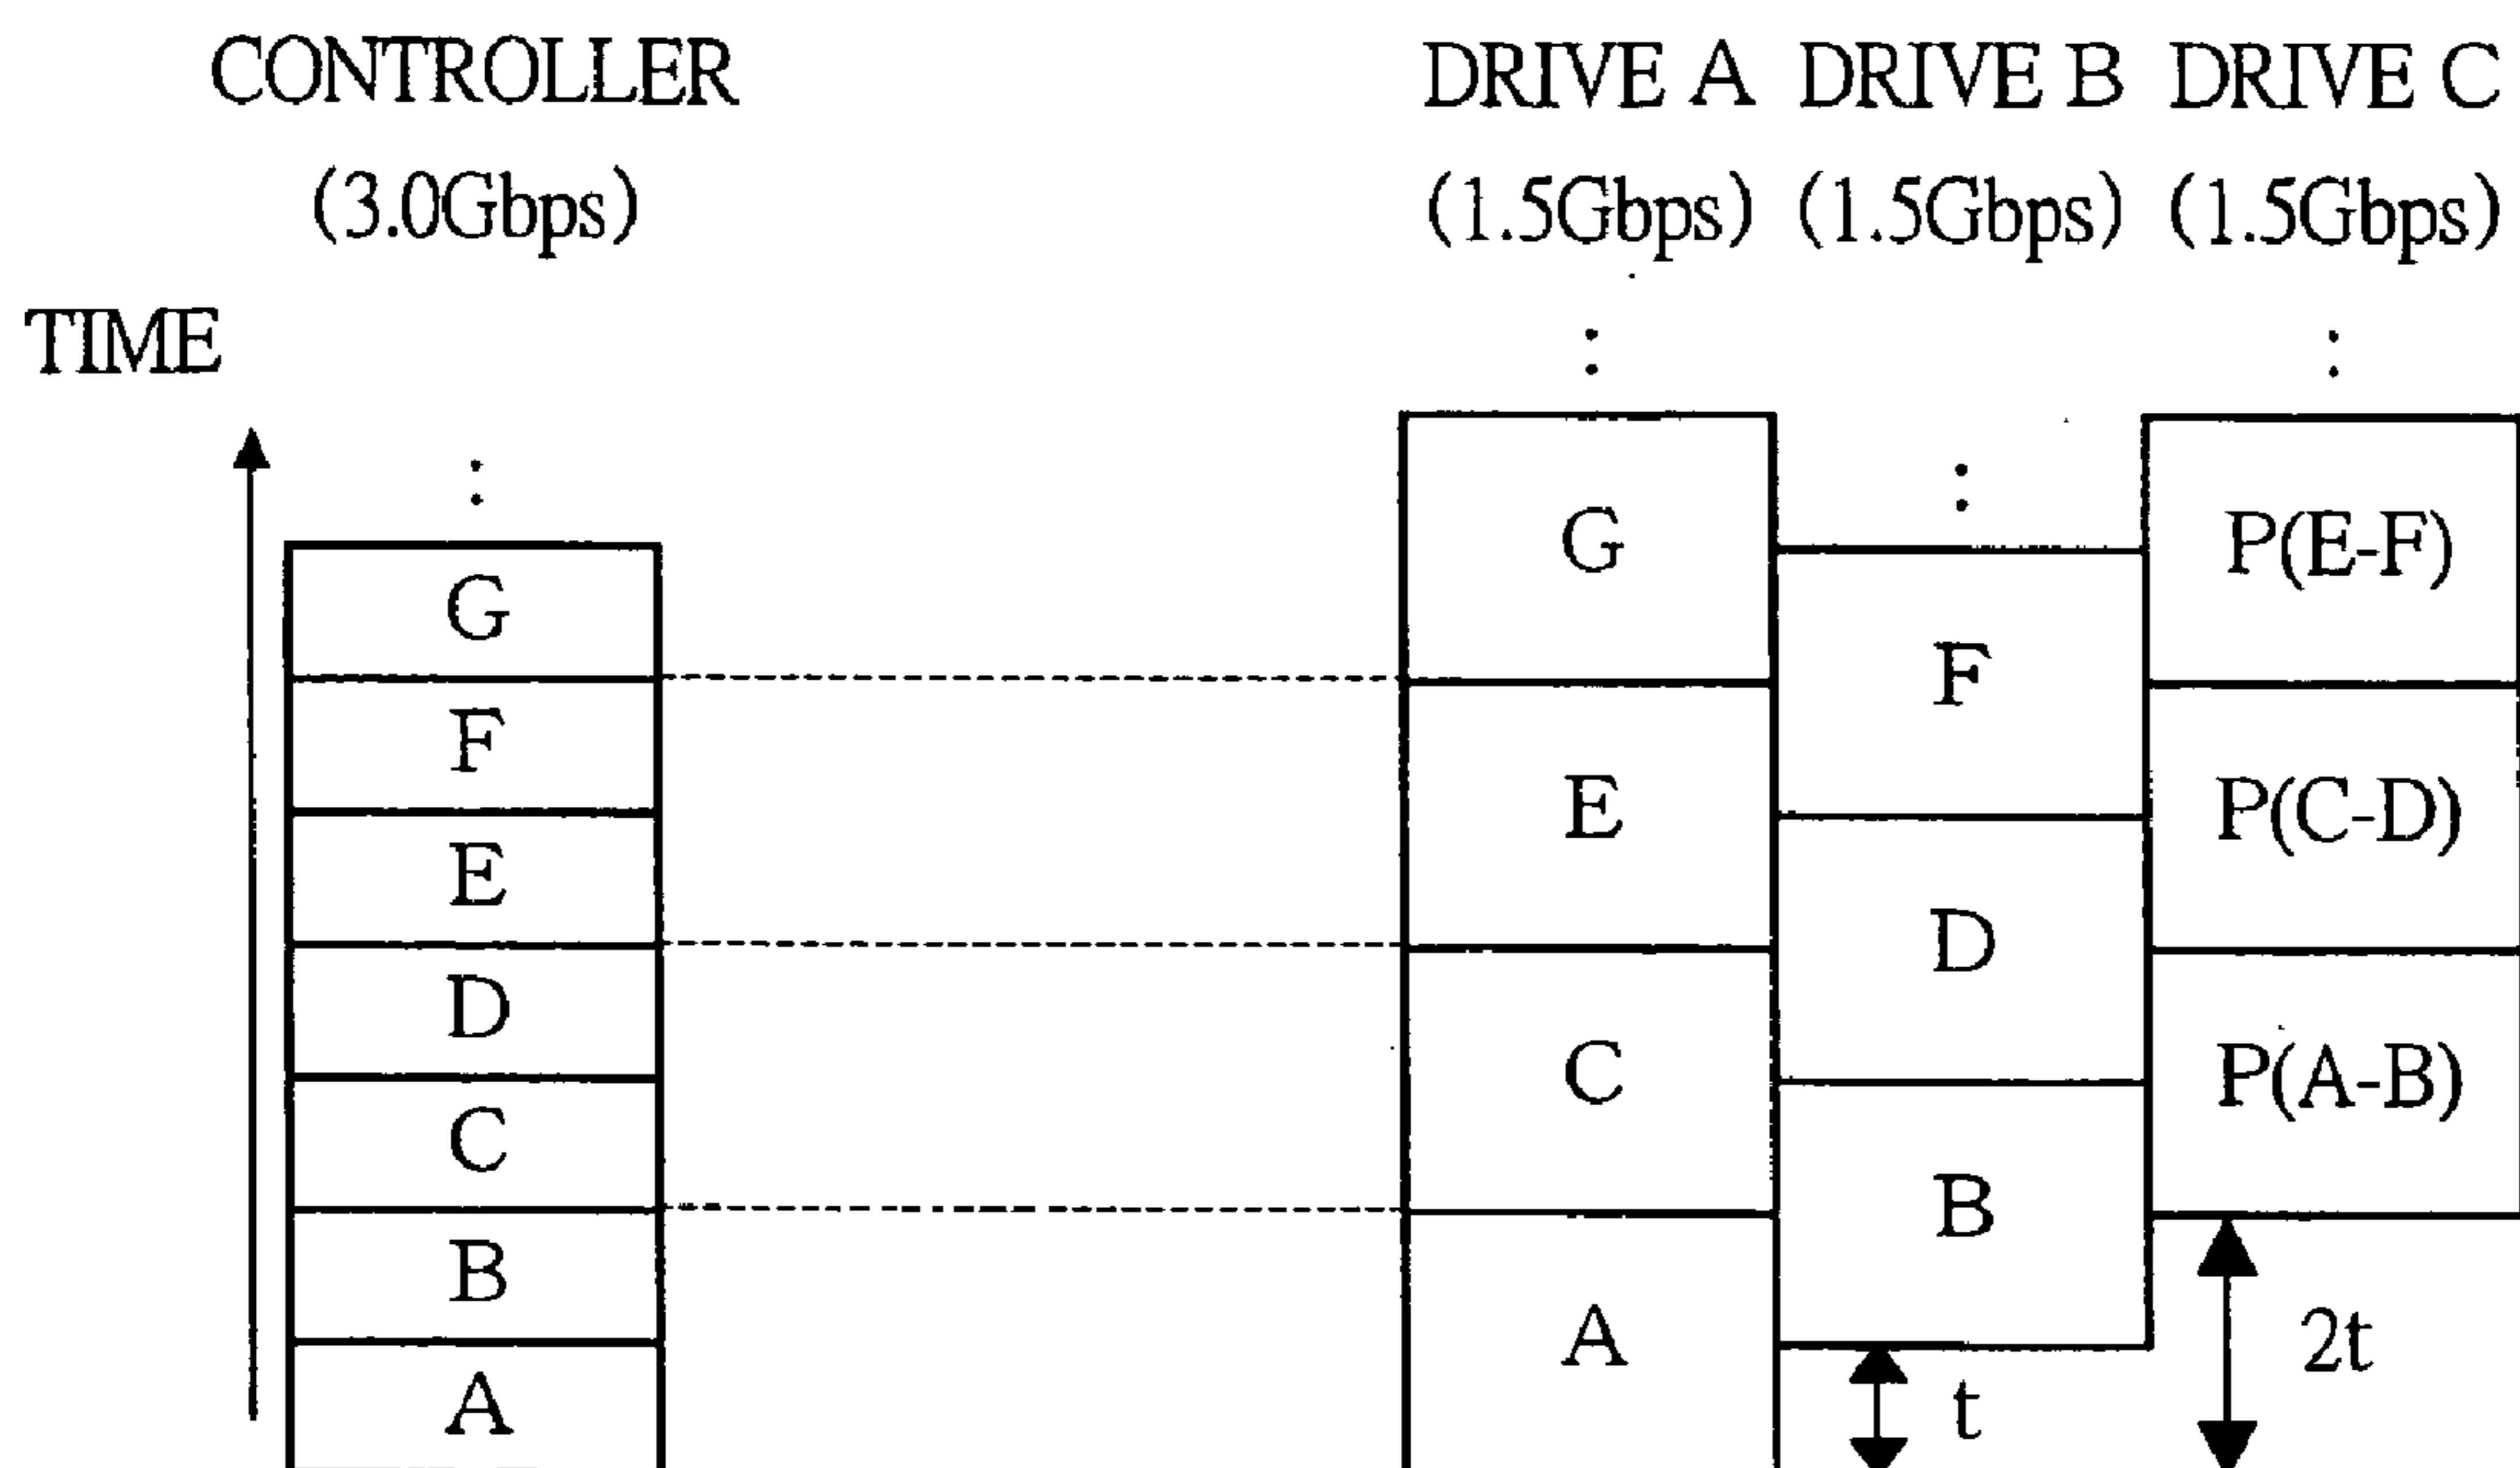 CONTROLLER DRIVE A DRIVE B DRIVE C
(3.0Gbps) (1.5Gbps) (1.5Gbps) (1.5Gbps)
TIME
G
F
E
D
C
B
A
G
E
C
A
F
D
B
P(E-F)
P(C-D)
P(A-B)
t
2t